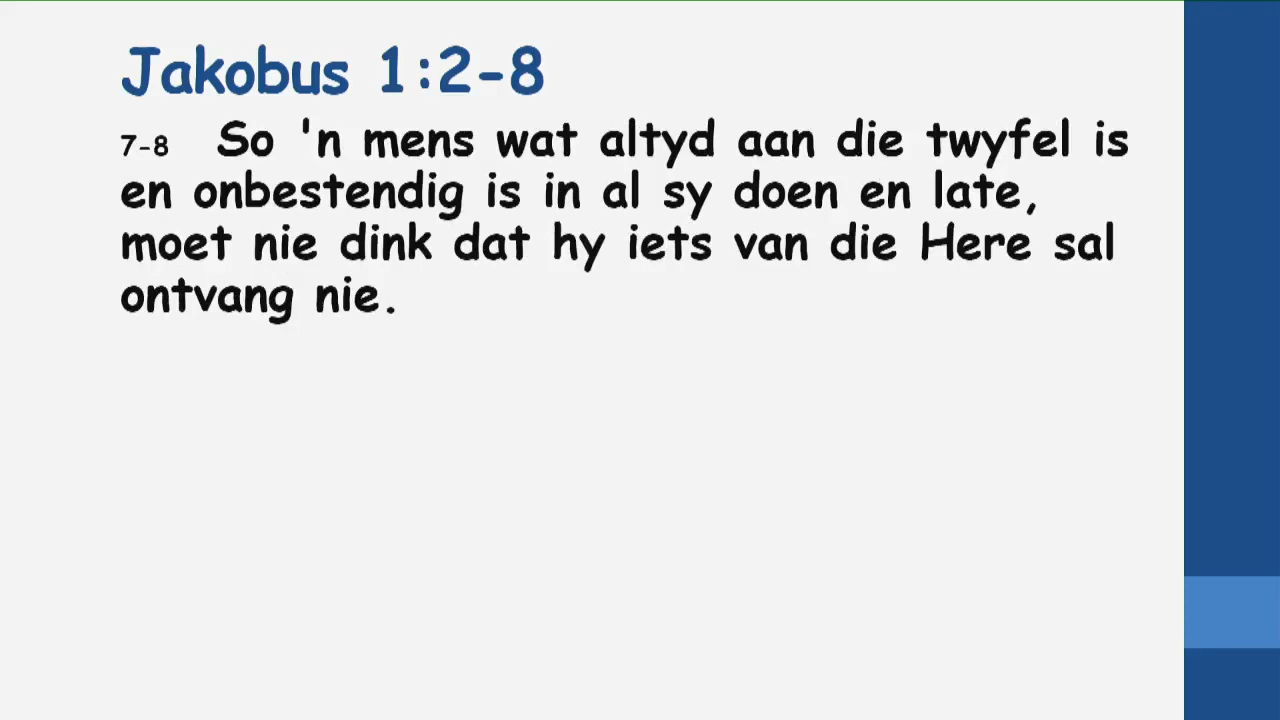 Jakobus 1:2-8
7-8 So 'n mens wat altyd aan die twyfel is
en onbestendig is in al sy doen en late,
moet nie dink dat hy iets van die Here sal
ontvang nie.